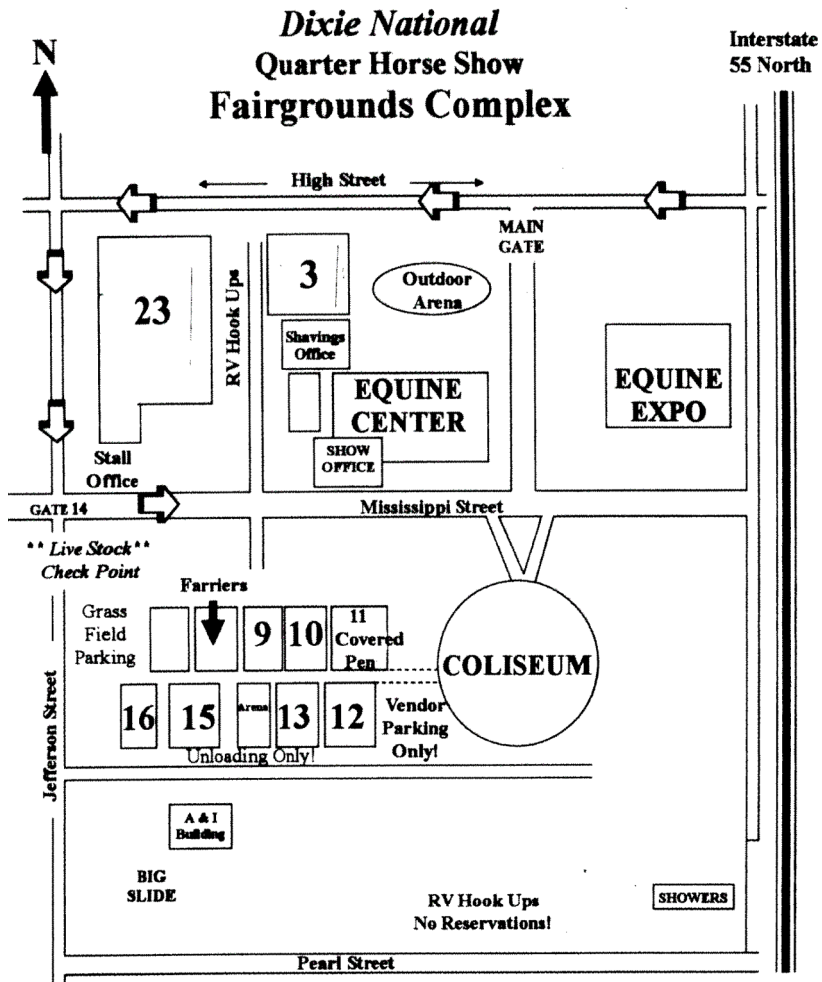 Dixie National
Quarter Horse Show
Fairgrounds Complex
Interstate
55 North
N
High Street
MAIN
GATE
23
RV Hook Ups
3
Outdoor
Arena
Shavings
Office
EQUINE
CENTER
EQUINE
EXPO
SHOW
OFFICE
Stall
Office
GATE 14
Mississippi Street
** Live Stock**
Check Point
Farriers
Grass
Field
Parking
9
10
11
Covered
Pen
COLISEUM
16
15
Arena
13
12
Vendor
Parking
Only!
Unloading Only!
Jefferson Street
A & I
Building
BIG
SLIDE
RV Hook Ups
No Reservations!
SHOWERS
Pearl Street